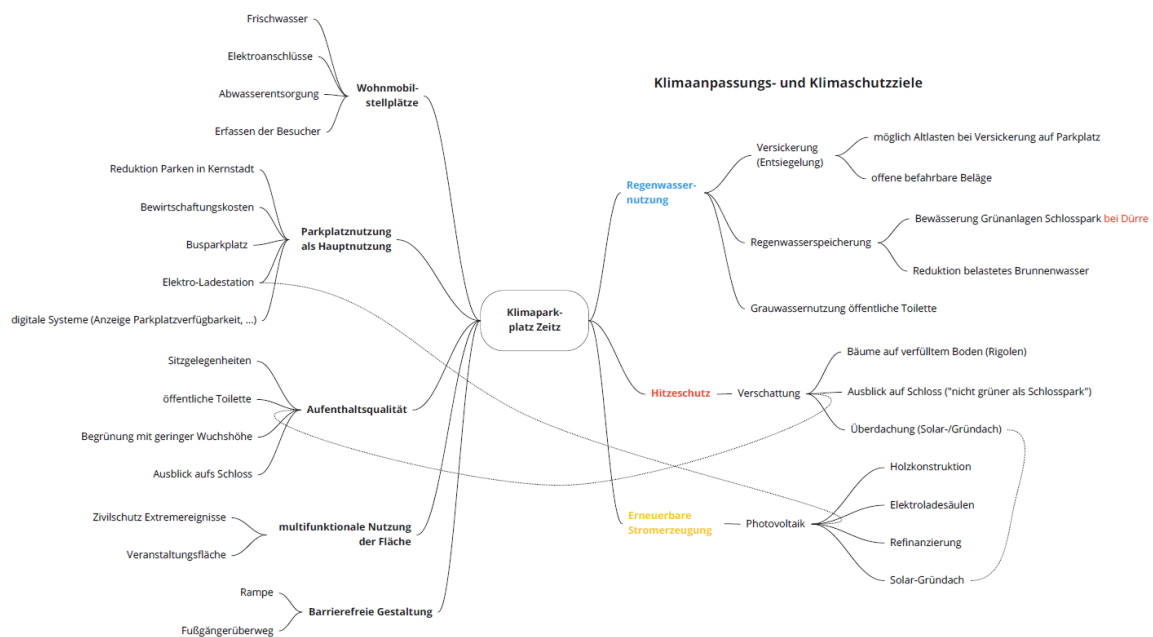 Frischwasser
Elektroanschlüsse
Abwasserentsorgung
Erfassen der Besucher
Wohnmobil-
stellplätze
Reduktion Parken in Kernstadt
Bewirtschaftungskosten
Busparkplatz
Elektro-Ladestation
digitale Systeme (Anzeige Parkplatzverfügbarkeit, ...)
Parkplatznutzung
als Hauptnutzung
Sitzgelegenheiten
öffentliche Toilette
Begrünung mit geringer Wuchshöhe
Ausblick aufs Schloss
Aufenthaltsqualität
Zivilschutz Extremereignisse
Veranstaltungsfläche
multifunktionale Nutzung
der Fläche
Rampe
Fußgängerüberweg
Barrierefreie Gestaltung
Klimapark-
platz Zeitz
Klimaanpassungs- und Klimaschutzziele
Regenwasser-
nutzung
Versickerung
(Entsiegelung)
möglich Altlasten bei Versickerung auf Parkplatz
offene befahrbare Beläge
Regenwasserspeicherung
Bewässerung Grünanlagen Schlosspark bei Dürre
Reduktion belastetes Brunnenwasser
Grauwassernutzung öffentliche Toilette
Hitzeschutz
Verschattung
Bäume auf verfülltem Boden (Rigolen)
Ausblick auf Schloss ("nicht grüner als Schlosspark")
Überdachung (Solar-/Gründach)
Erneuerbare
Stromerzeugung
Photovoltaik
Holzkonstruktion
Elektroladesäulen
Refinanzierung
Solar-Gründach